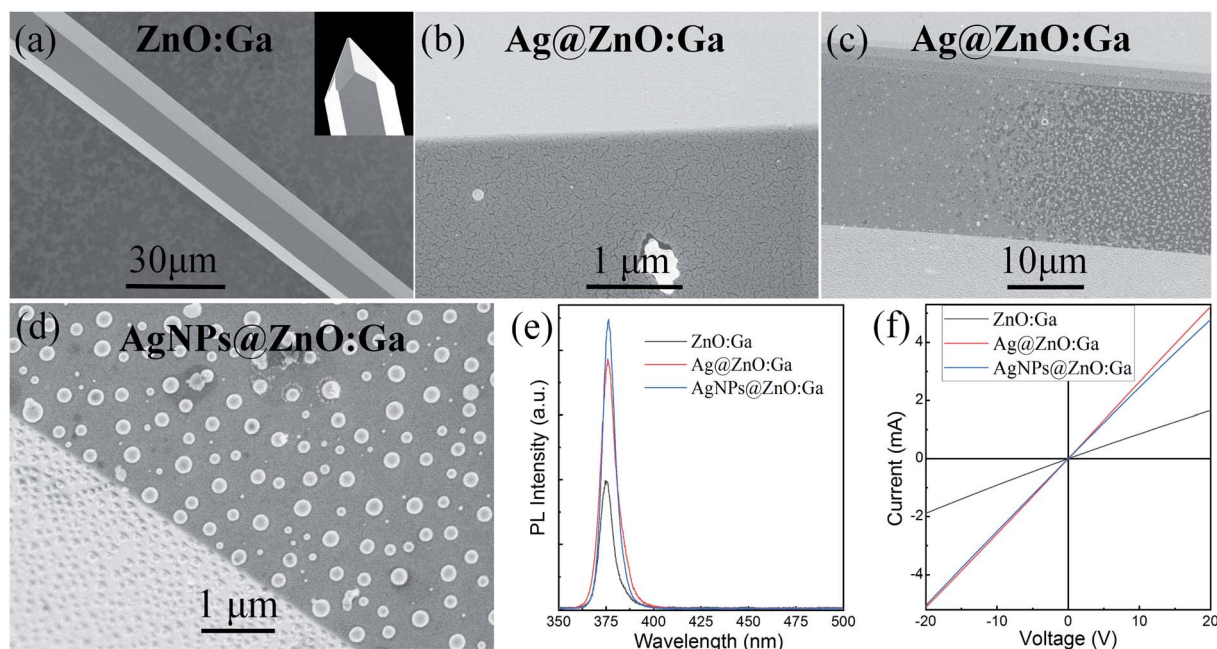 (a) ZnO:Ga
30μm
(b) Ag@ZnO:Ga
1 μm
(c) Ag@ZnO:Ga
10μm
(d) AgNPs@ZnO:Ga
1 μm
(e)
ZnO:Ga
Ag@ZnO:Ga
AgNPs@ZnO:Ga
PL Intensity (a.u.)
350 375 400 425 450 475 500
Wavelength (nm)
(f)
ZnO:Ga
Ag@ZnO:Ga
AgNPs@ZnO:Ga
Current (mA)
4
2
0
-2
-4
-20 -10 0 10 20
Voltage (V)